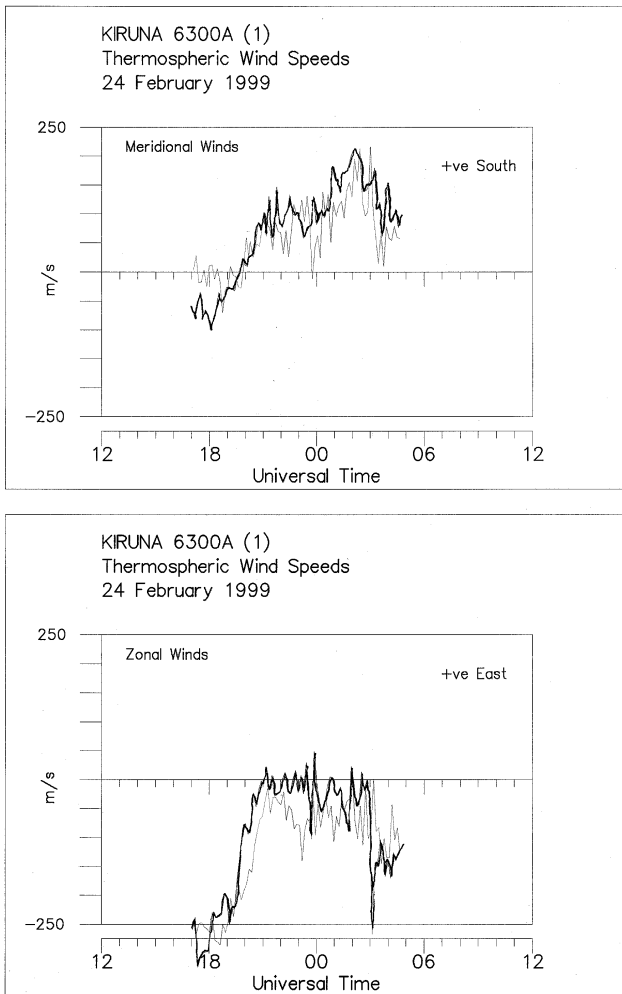 KIRUNA 6300A (1)
Thermospheric Wind Speeds
24 February 1999
250
Meridional Winds
+ve South
m/s
-250
12 18 00 06 12
Universal Time
KIRUNA 6300A (1)
Thermospheric Wind Speeds
24 February 1999
250
Zonal Winds
+ve East
m/s
-250
12 18 00 06 12
Universal Time